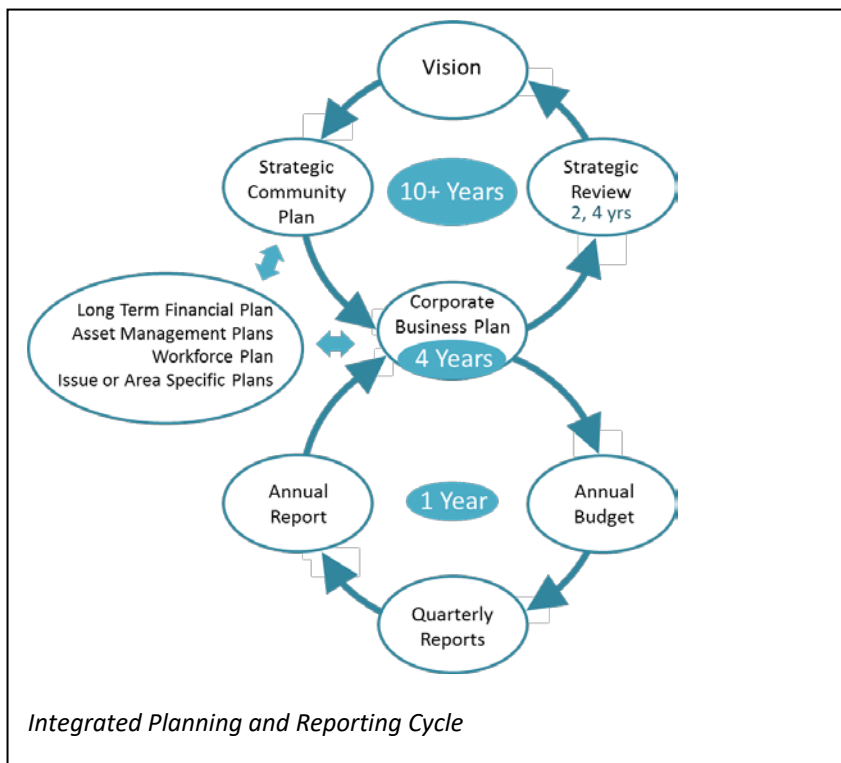 Vision
Strategic
Community
Plan
10+ Years
Strategic
Review
2, 4 yrs
Long Term Financial Plan
Asset Management Plans
Workforce Plan
Issue or Area Specific Plans
Corporate
Business Plan
4 Years
Annual
Report
1 Year
Annual
Budget
Quarterly
Reports
Integrated Planning and Reporting Cycle